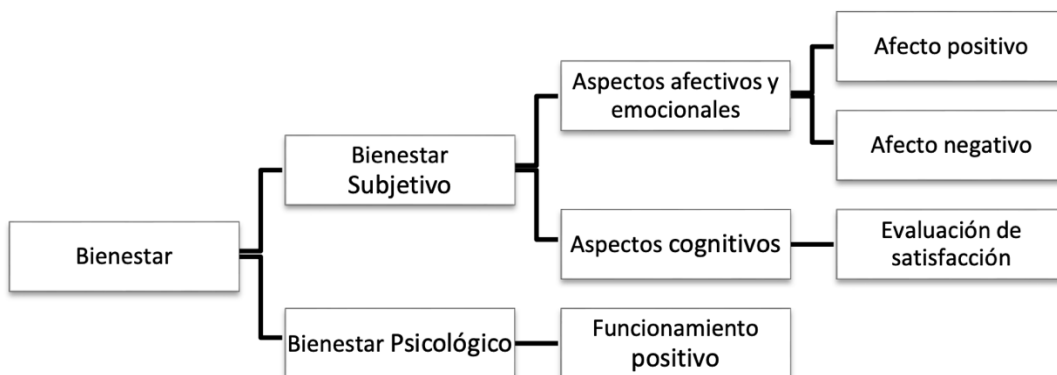 Afecto positivo
Aspectos afectivos y
emocionales
Afecto negativo
Bienestar
Subjetivo
Bienestar
Aspectos cognitivos
Evaluación de
satisfacción
Bienestar Psicológico
Funcionamiento
positivo